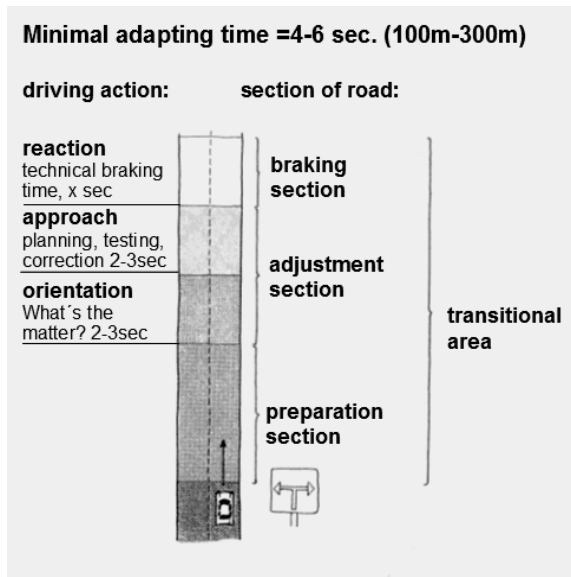 Minimal adapting time =4-6 sec. (100m-300m)
driving action:
section of road:
reaction
technical braking
time, x sec
braking
section
approach
planning, testing,
correction 2-3sec
adjustment
section
orientation
What´s the
matter? 2-3sec
transitional
area
preparation
section